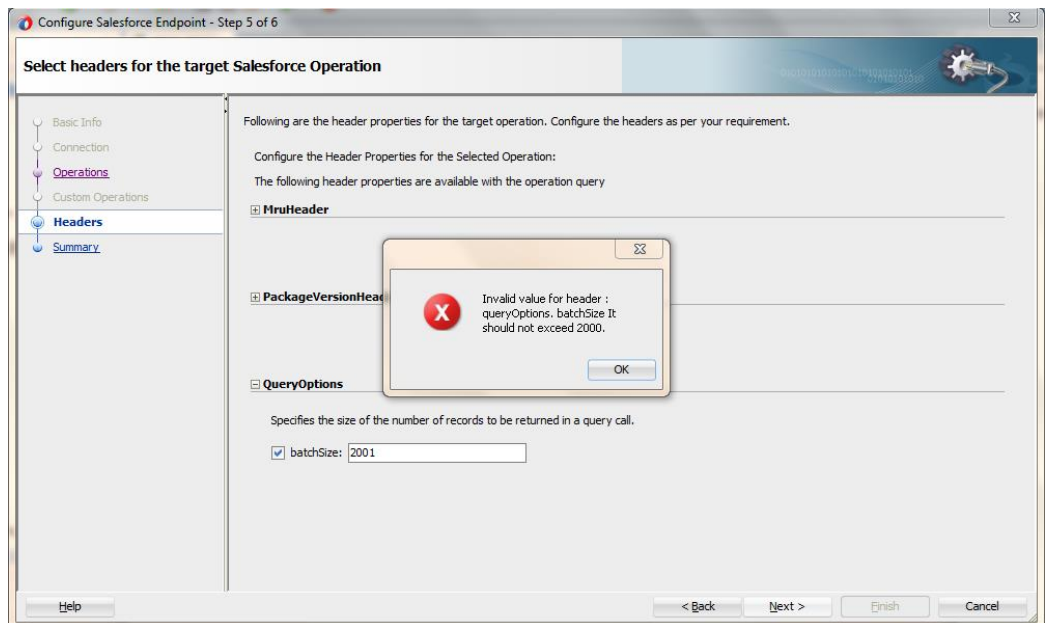 Configure Salesforce Endpoint - Step 5 of 6
Select headers for the target Salesforce Operation
Basic Info
Connection
Operations
Custom Operations
Headers
Summary
Following are the header properties for the target operation. Configure the headers as per your requirement.
Configure the Header Properties for the Selected Operation:
The following header properties are available with the operation query
MruHeader
PackageVersionHead
Invalid value for header :
queryOptions. batchSize It
should not exceed 2000.
OK
QueryOptions
Specifies the size of the number of records to be returned in a query call.
batchSize: 2001
Help
< Back
Next >
Finish
Cancel